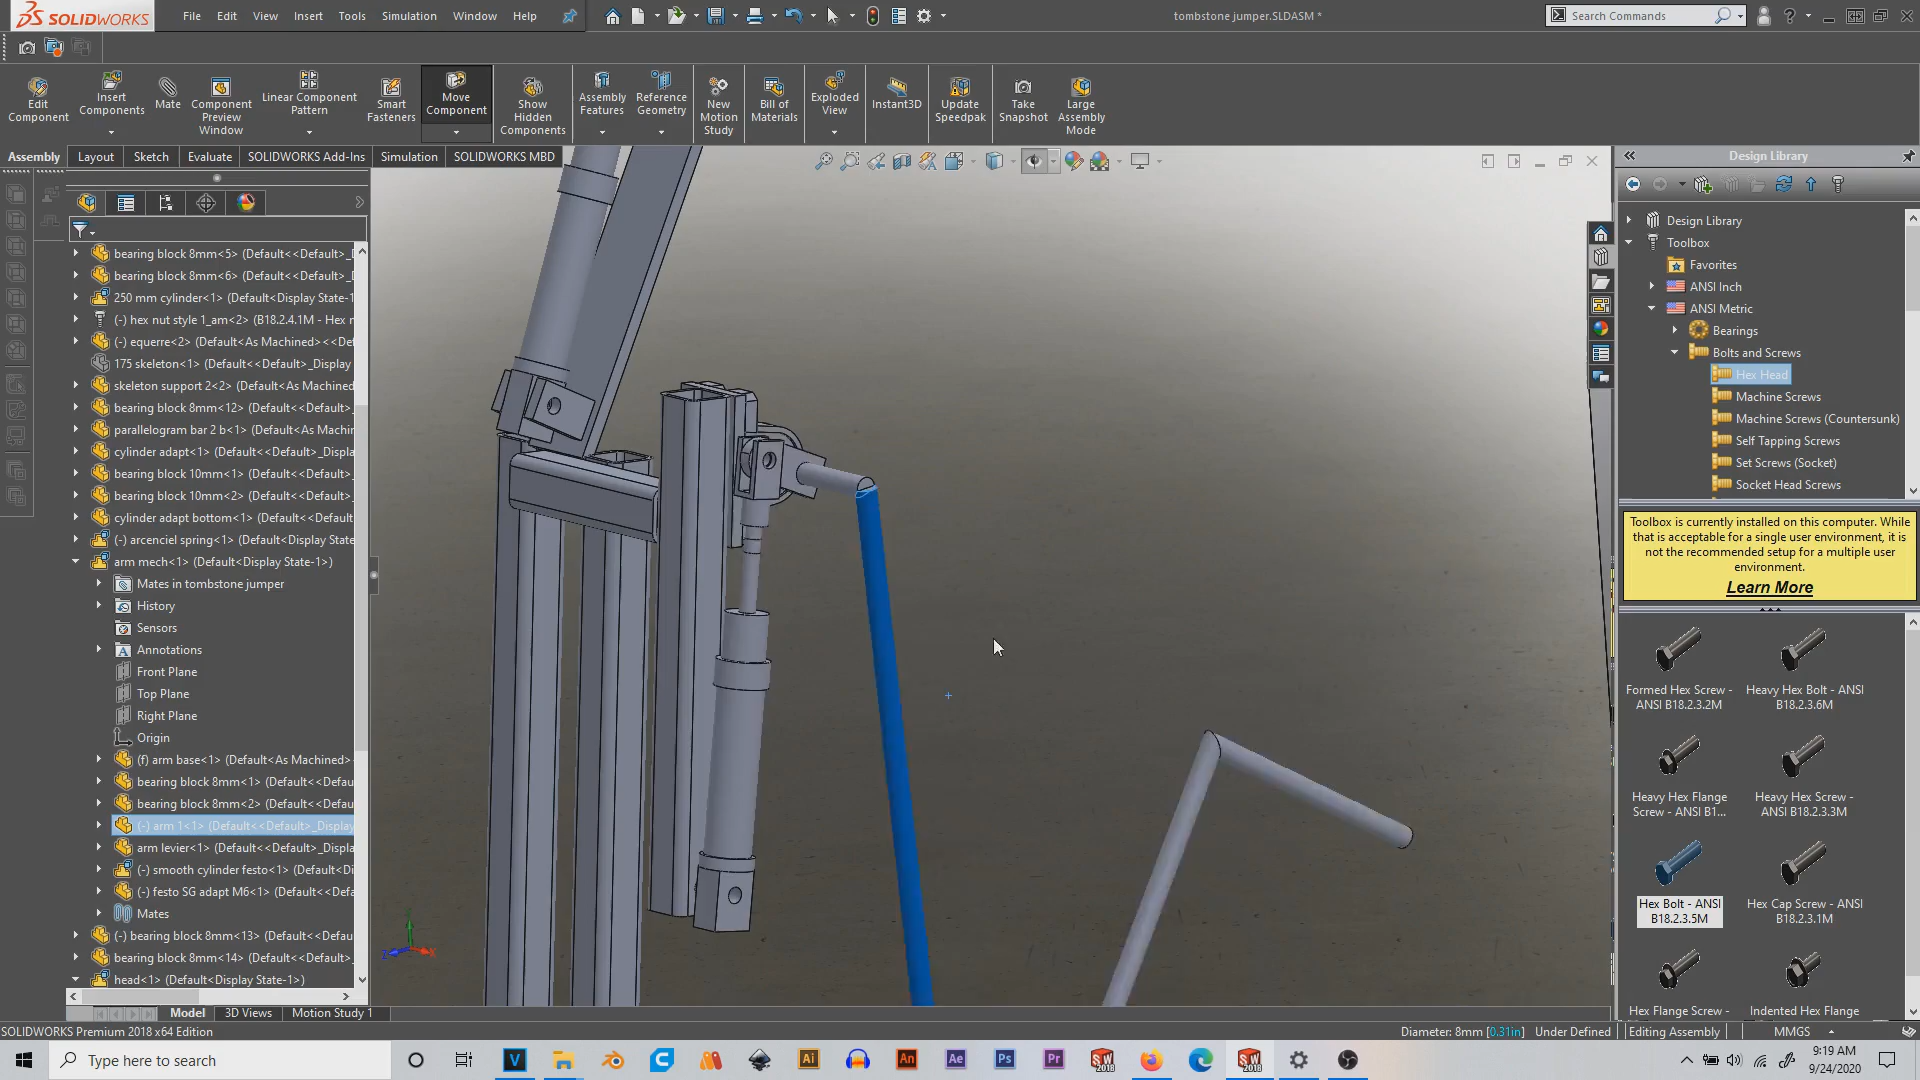 SOLIDWORKS
File Edit View Insert Tools Simulation Window Help
tombstone jumper.SLDASM *
Search Commands
Edit Component
Insert Components
Mate
Component Preview Window
Linear Component Pattern
Smart Fasteners
Move Component
Show Hidden Components
Assembly Features
Reference Geometry
New Motion Study
Bill of Materials
Exploded View
Instant3D
Update Speedpak
Take Snapshot
Large Assembly Mode
Assembly Layout Sketch Evaluate SOLIDWORKS Add-Ins Simulation SOLIDWORKS MBD
bearing block 8mm<5> (Default<<Default>_D
bearing block 8mm<6> (Default<<Default>_D
250 mm cylinder<1> (Default<Display State-1
(-) hex nut style 1_am<2> (B18.2.4.1M - Hex n
(-) equerre<2> (Default<As Machined><<De
175 skeleton<1> (Default<<Default>_Display
skeleton support 2<2> (Default<As Machined
bearing block 8mm<12> (Default<<Default>_
parallelogram bar 2 b<1> (Default<As Machin
cylinder adapt<1> (Default<<Default>_Displa
bearing block 10mm<1> (Default<<Default>_
bearing block 10mm<2> (Default<<Default>_
cylinder adapt bottom<1> (Default<<Default
(-) arcenciel spring<1> (Default<Display State
arm mech<1> (Default<Display State-1>)
Mates in tombstone jumper
History
Sensors
Annotations
Front Plane
Top Plane
Right Plane
Origin
(f) arm base<1> (Default<As Machined>
bearing block 8mm<1> (Default<<Defau
bearing block 8mm<2> (Default<<Defau
(-) arm 1<1> (Default<<Default>_Display
arm levier<1> (Default<<Default>_Displa
(-) smooth cylinder festo<1> (Default<Di
(-) festo SG adapt M6<1> (Default<<Defa
Mates
(-) bearing block 8mm<13> (Default<<Defau
bearing block 8mm<14> (Default<<Default>_
head<1> (Default<Display State-1>)
Model 3D Views Motion Study 1
Design Library
Design Library
Toolbox
Favorites
ANSI Inch
ANSI Metric
Bearings
Bolts and Screws
Hex Head
Machine Screws
Machine Screws (Countersunk)
Self Tapping Screws
Set Screws (Socket)
Socket Head Screws
Toolbox is currently installed on this computer. While
that is acceptable for a single user environment, it is
not the recommended setup for a multiple user
environment.
Learn More
Formed Hex Screw - ANSI B18.2.3.2M
Heavy Hex Bolt - ANSI B18.2.3.6M
Heavy Hex Flange Screw - ANSI B1...
Heavy Hex Screw - ANSI B18.2.3.3M
Hex Bolt - ANSI B18.2.3.5M
Hex Cap Screw - ANSI B18.2.3.1M
Hex Flange Screw -
Indented Hex Flange
SOLIDWORKS Premium 2018 x64 Edition
Diameter: 8mm [0.31in] Under Defined Editing Assembly MMGS
Type here to search
V
Ai
An
Ae
Ps
Pr
SW
2018
SW
2018
9:19 AM
9/24/2020